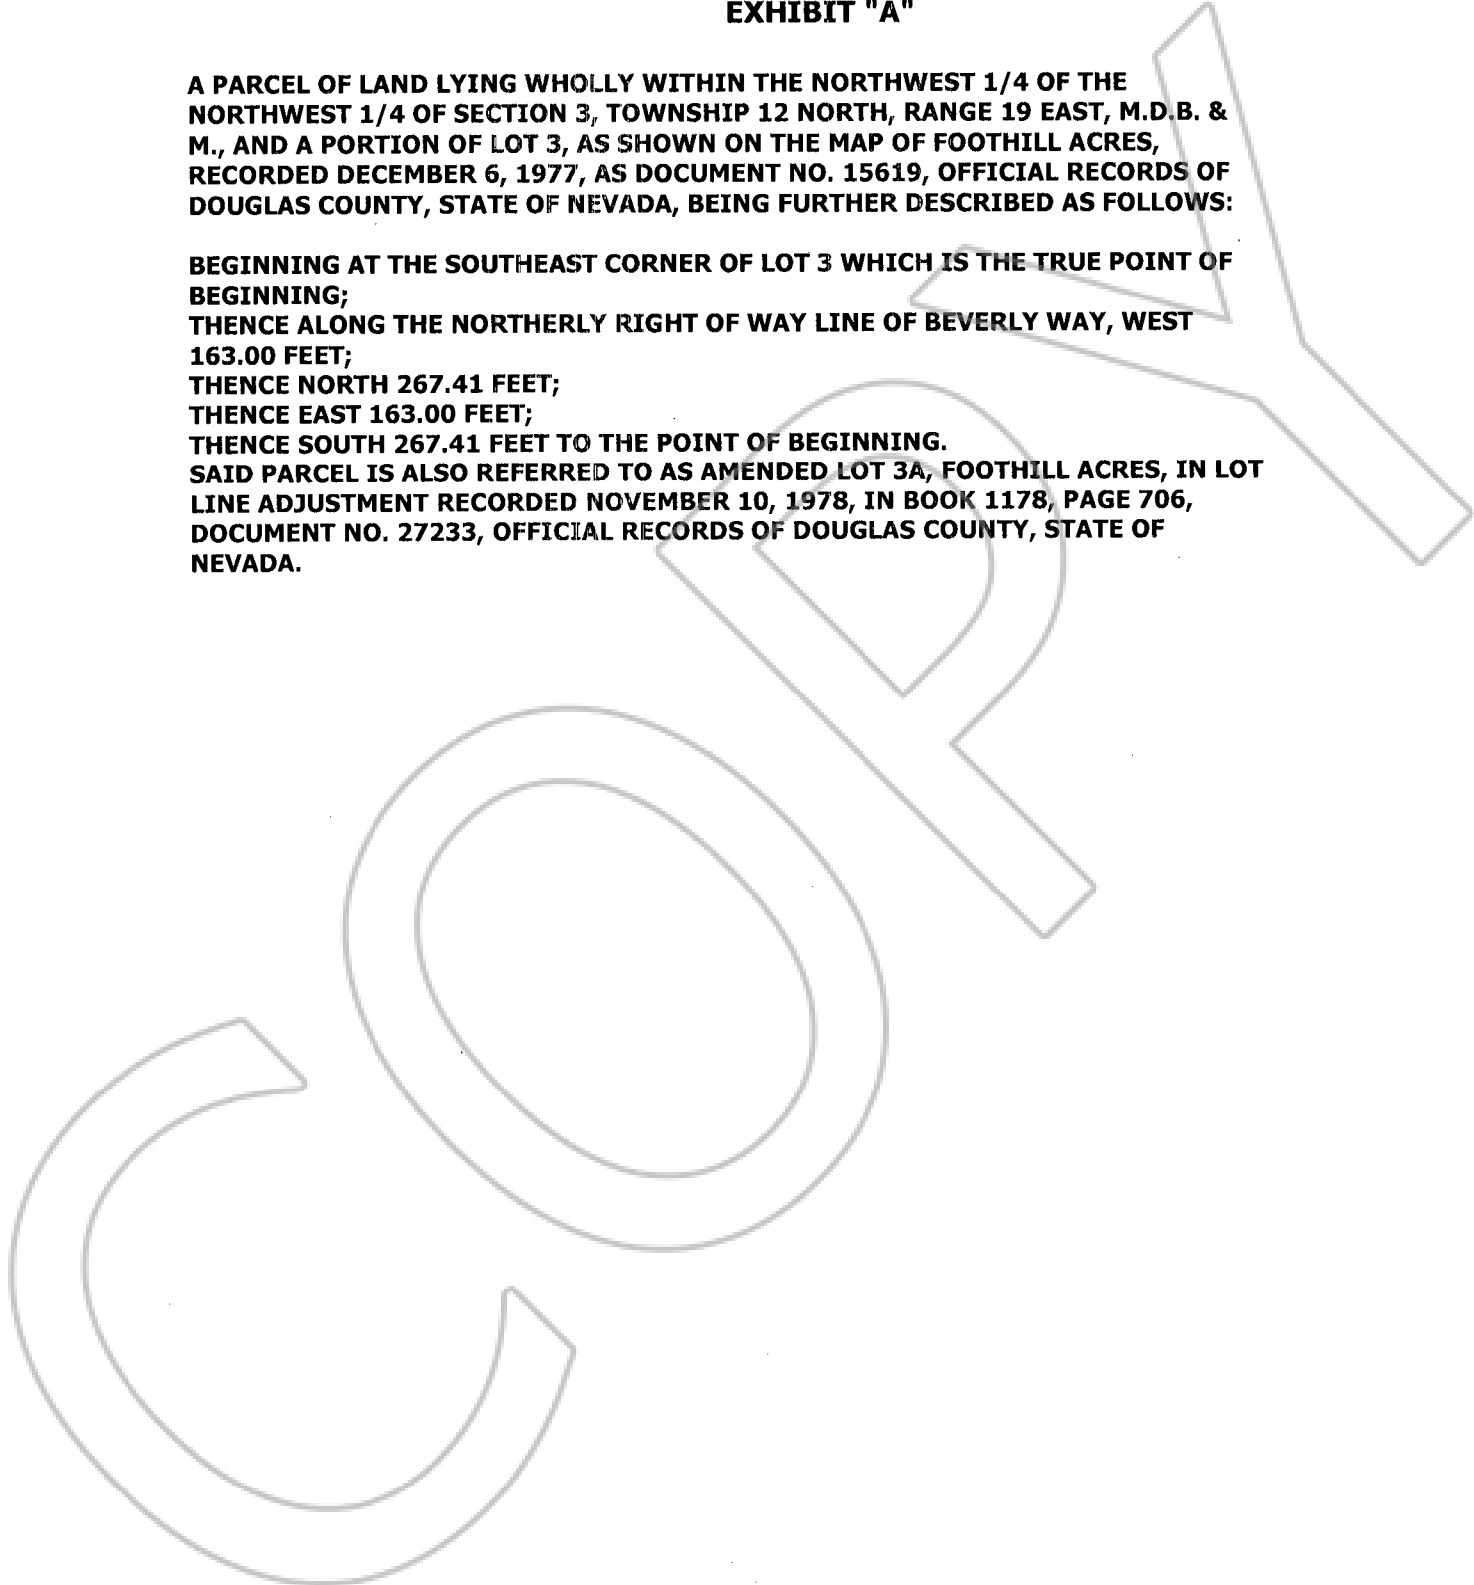 EXHIBIT "A"
A PARCEL OF LAND LYING WHOLLY WITHIN THE NORTHWEST 1/4 OF THE
NORTHWEST 1/4 OF SECTION 3, TOWNSHIP 12 NORTH, RANGE 19 EAST, M.D.B. &
M., AND A PORTION OF LOT 3, AS SHOWN ON THE MAP OF FOOTHILL ACRES,
RECORDED DECEMBER 6, 1977, AS DOCUMENT NO. 15619, OFFICIAL RECORDS OF
DOUGLAS COUNTY, STATE OF NEVADA, BEING FURTHER DESCRIBED AS FOLLOWS:
BEGINNING AT THE SOUTHEAST CORNER OF LOT 3 WHICH IS THE TRUE POINT OF
BEGINNING;
THENCE ALONG THE NORTHERLY RIGHT OF WAY LINE OF BEVERLY WAY, WEST
163.00 FEET;
THENCE NORTH 267.41 FEET;
THENCE EAST 163.00 FEET;
THENCE SOUTH 267.41 FEET TO THE POINT OF BEGINNING.
SAID PARCEL IS ALSO REFERRED TO AS AMENDED LOT 3A, FOOTHILL ACRES, IN LOT
LINE ADJUSTMENT RECORDED NOVEMBER 10, 1978, IN BOOK 1178, PAGE 706,
DOCUMENT NO. 27233, OFFICIAL RECORDS OF DOUGLAS COUNTY, STATE OF
NEVADA.
COPY